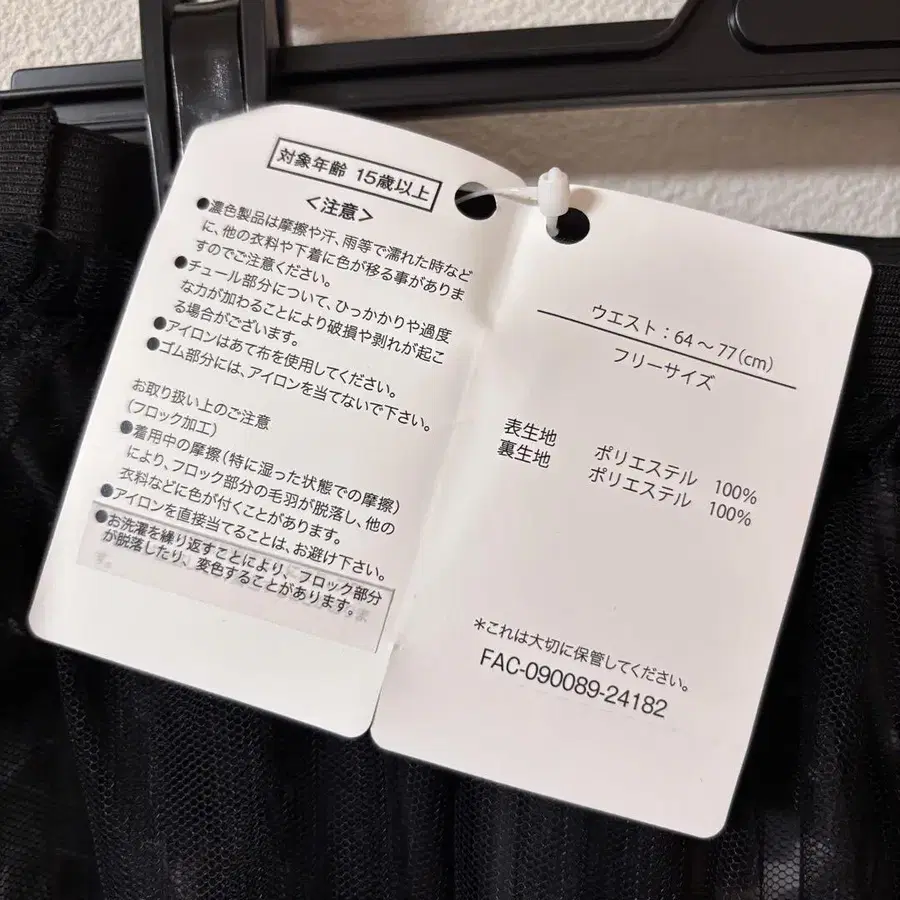 対象年齢 15歳以上
＜注意＞
●濃色製品は摩擦や汗、雨等で濡れた時など
に、他の衣料や下着に色が移る事がありま
すのでご注意ください。
●チュール部分について、ひっかかりや過度
な力が加わることにより破損や剥れが起こ
る場合がございます。
●アイロンはあて布を使用してください。
●ゴム部分には、アイロンを当てないで下さい。
お取り扱い上のご注意
(フロック加工)
●着用中の摩擦(特に湿った状態での摩擦)
により、フロック部分の毛羽が脱落し、他の
衣料などに色が付くことがあります。
●アイロンを直接当てることは、お避け下さい。
●お洗濯を繰り返すことにより、フロック部分
が脱落したり、変色することがあります。
ウエスト：64～77(cm)
フリーサイズ
表生地 ポリエステル 100%
裏生地 ポリエステル 100%
＊これは大切に保管してください。
FAC-090089-24182